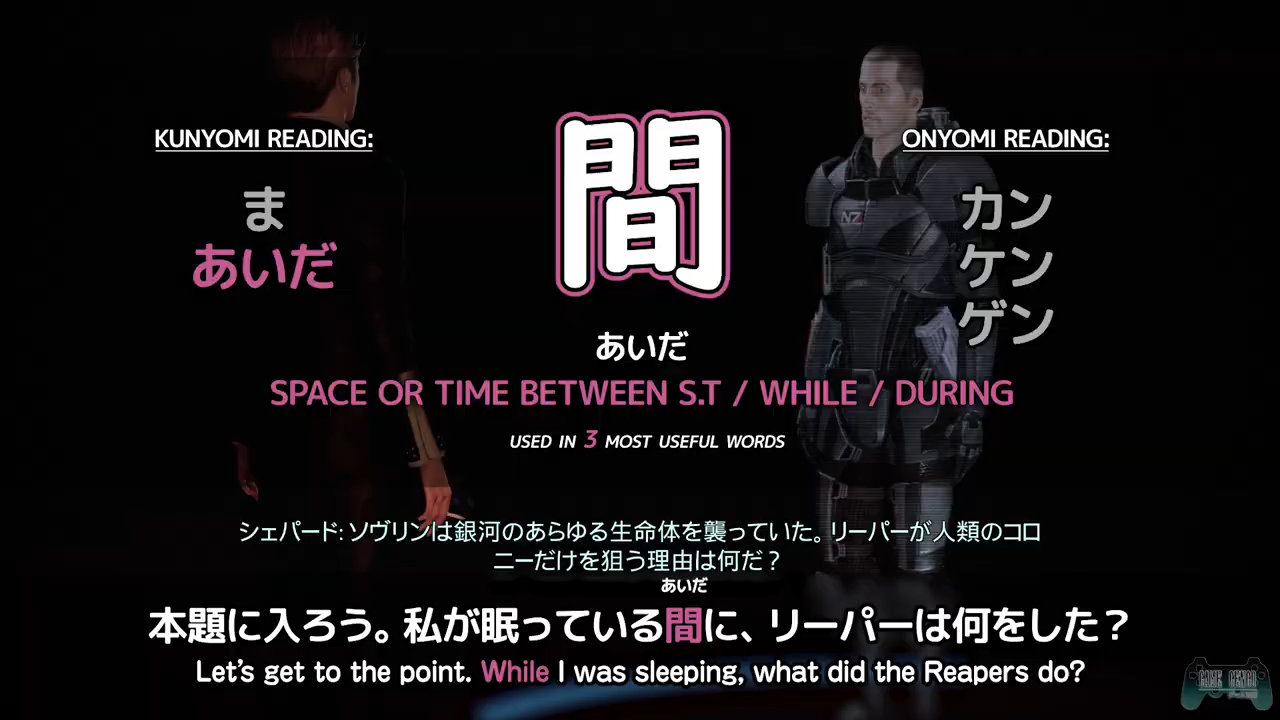 KUNYOMI READING:
ま
あいだ
間
ONYOMI READING:
カン
ケン
ゲン
あいだ
SPACE OR TIME BETWEEN S.T / WHILE / DURING
USED IN 3 MOST USEFUL WORDS
N7
シェパード: ソヴリンは銀河のあらゆる生命体を襲っていた。リーパーが人類のコロ
ニーだけを狙う理由は何だ？
あいだ
本題に入ろう。私が眠っている間に、リーパーは何をした？
Let's get to the point. While I was sleeping, what did the Reapers do?
GAME GENGO